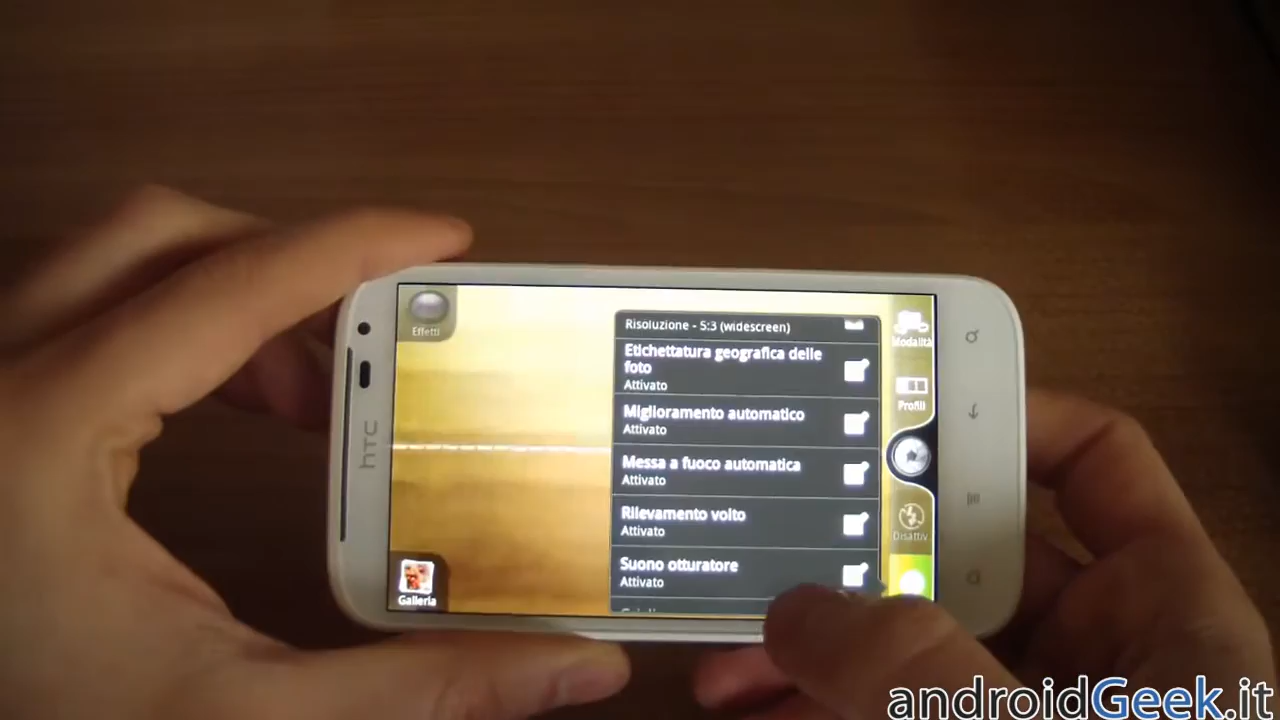 Effetti
Risoluzione - 5:3 (widescreen)
Etichettatura geografica delle
foto
Attivato
Miglioramento automatico
Attivato
Messa a fuoco automatica
Attivato
Rilevamento volto
Attivato
Suono otturatore
Attivato
Modalità
Profili
Disattiv
Galleria
hTC
androidGeek.it